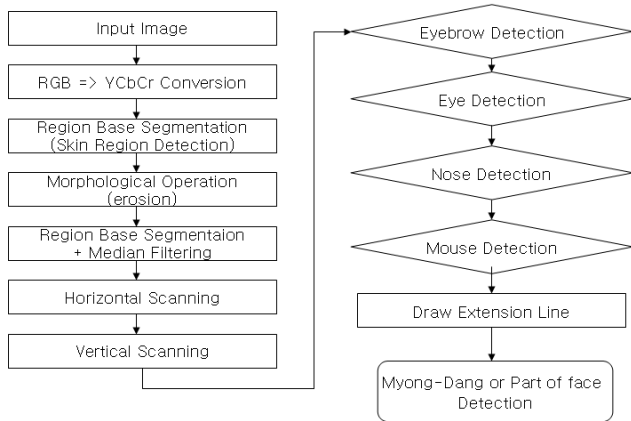 Input Image
RGB => YCbCr Conversion
Region Base Segmentation
(Skin Region Detection)
Morphological Operation
(erosion)
Region Base Segmentaion
+ Median Filtering
Horizontal Scanning
Vertical Scanning
Eyebrow Detection
Eye Detection
Nose Detection
Mouse Detection
Draw Extension Line
Myong-Dang or Part of face
Detection